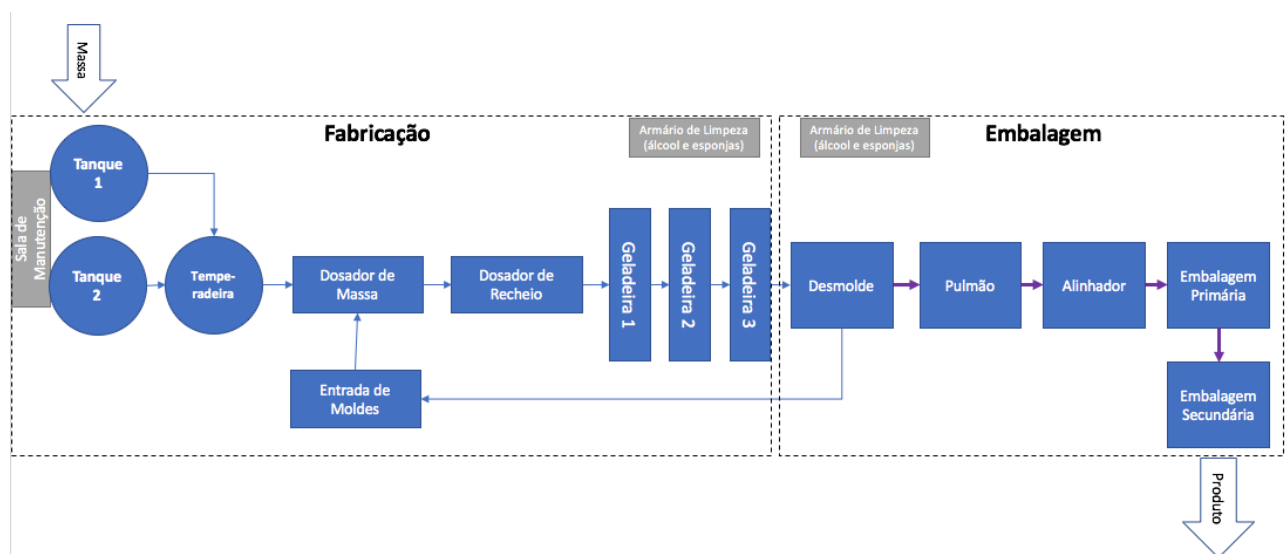 Massa
Fabricação
Armário de Limpeza
(álcool e esponjas)
Armário de Limpeza
(álcool e esponjas)
Embalagem
Tanque
1
Sala de
Manutenção
Tanque
2
Tempe-
radeira
Dosador de
Massa
Dosador de
Recheio
Geladeira 1
Geladeira 2
Geladeira 3
Desmolde
Pulmão
Alinhador
Embalagem
Primária
Entrada de
Moldes
Embalagem
Secundária
Produto